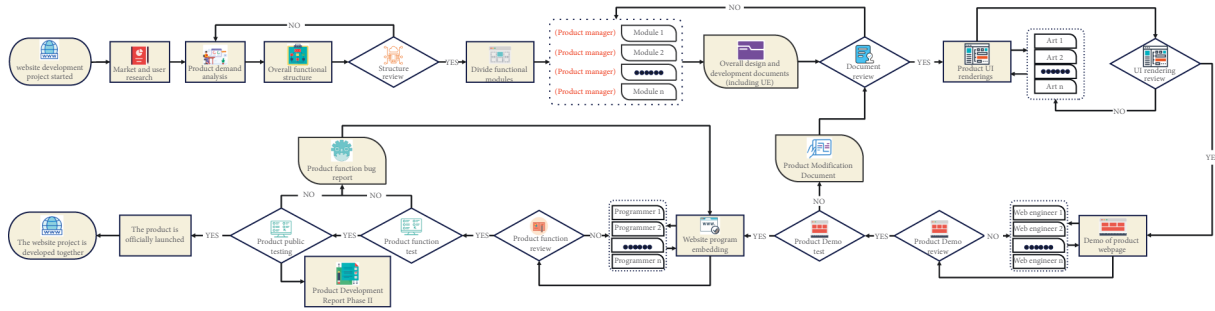 NO
NO
WWW
website development
project started
Market and user
research
Product demand
analysis
Overall functional
structure
Structure
review
YES
Divide functional
modules
(Product manager)
Module 1
(Product manager)
Module 2
(Product manager)
(Product manager)
Module n
Overall design and
development documents
(including UE)
Document
review
YES
Product UI
renderings
Art 1
Art 2
Art n
UI rendering
review
NO
YE
Product function bug
report
Product Modification
Document
NO
NO
NO
WWW
The website project is
developed together
YES
The product is
officially launched
YES
Product public
testing
YES
Product function
test
YES
Product function
review
NO
Programmer 1
Programmer 2
Programmer n
Website program
embedding
YES
Product Demo
test
YES
Product Demo
review
NO
Web engineer 1
Web engineer 2
Web engineer n
Demo of product
webpage
Product Development
Report Phase II